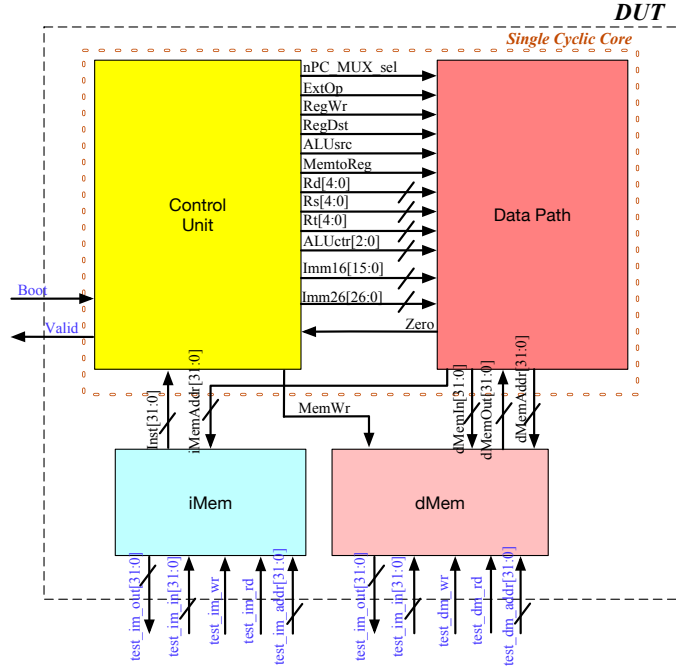 DUT
Single Cyclic Core
nPC_MUX_sel
ExtOp
RegWr
RegDst
ALUsrc
MemtoReg
Rd[4:0]
Rs[4:0]
Rt[4:0]
ALUctr[2:0]
Imm16[15:0]
Imm26[26:0]
Zero
Control
Unit
Data Path
Boot
Valid
Inst[31:0]
iMemAddr[31:0]
MemWr
dMemIn[31:0]
dMemOut[31:0]
dMemAddr[31:0]
iMem
dMem
test_im_out[31:0]
test_im_in[31:0]
test_im_wr
test_im_rd
test_im_addr[31:0]
test_im_out[31:0]
test_im_in[31:0]
test_dm_wr
test_dm_rd
test_dm_addr[31:0]